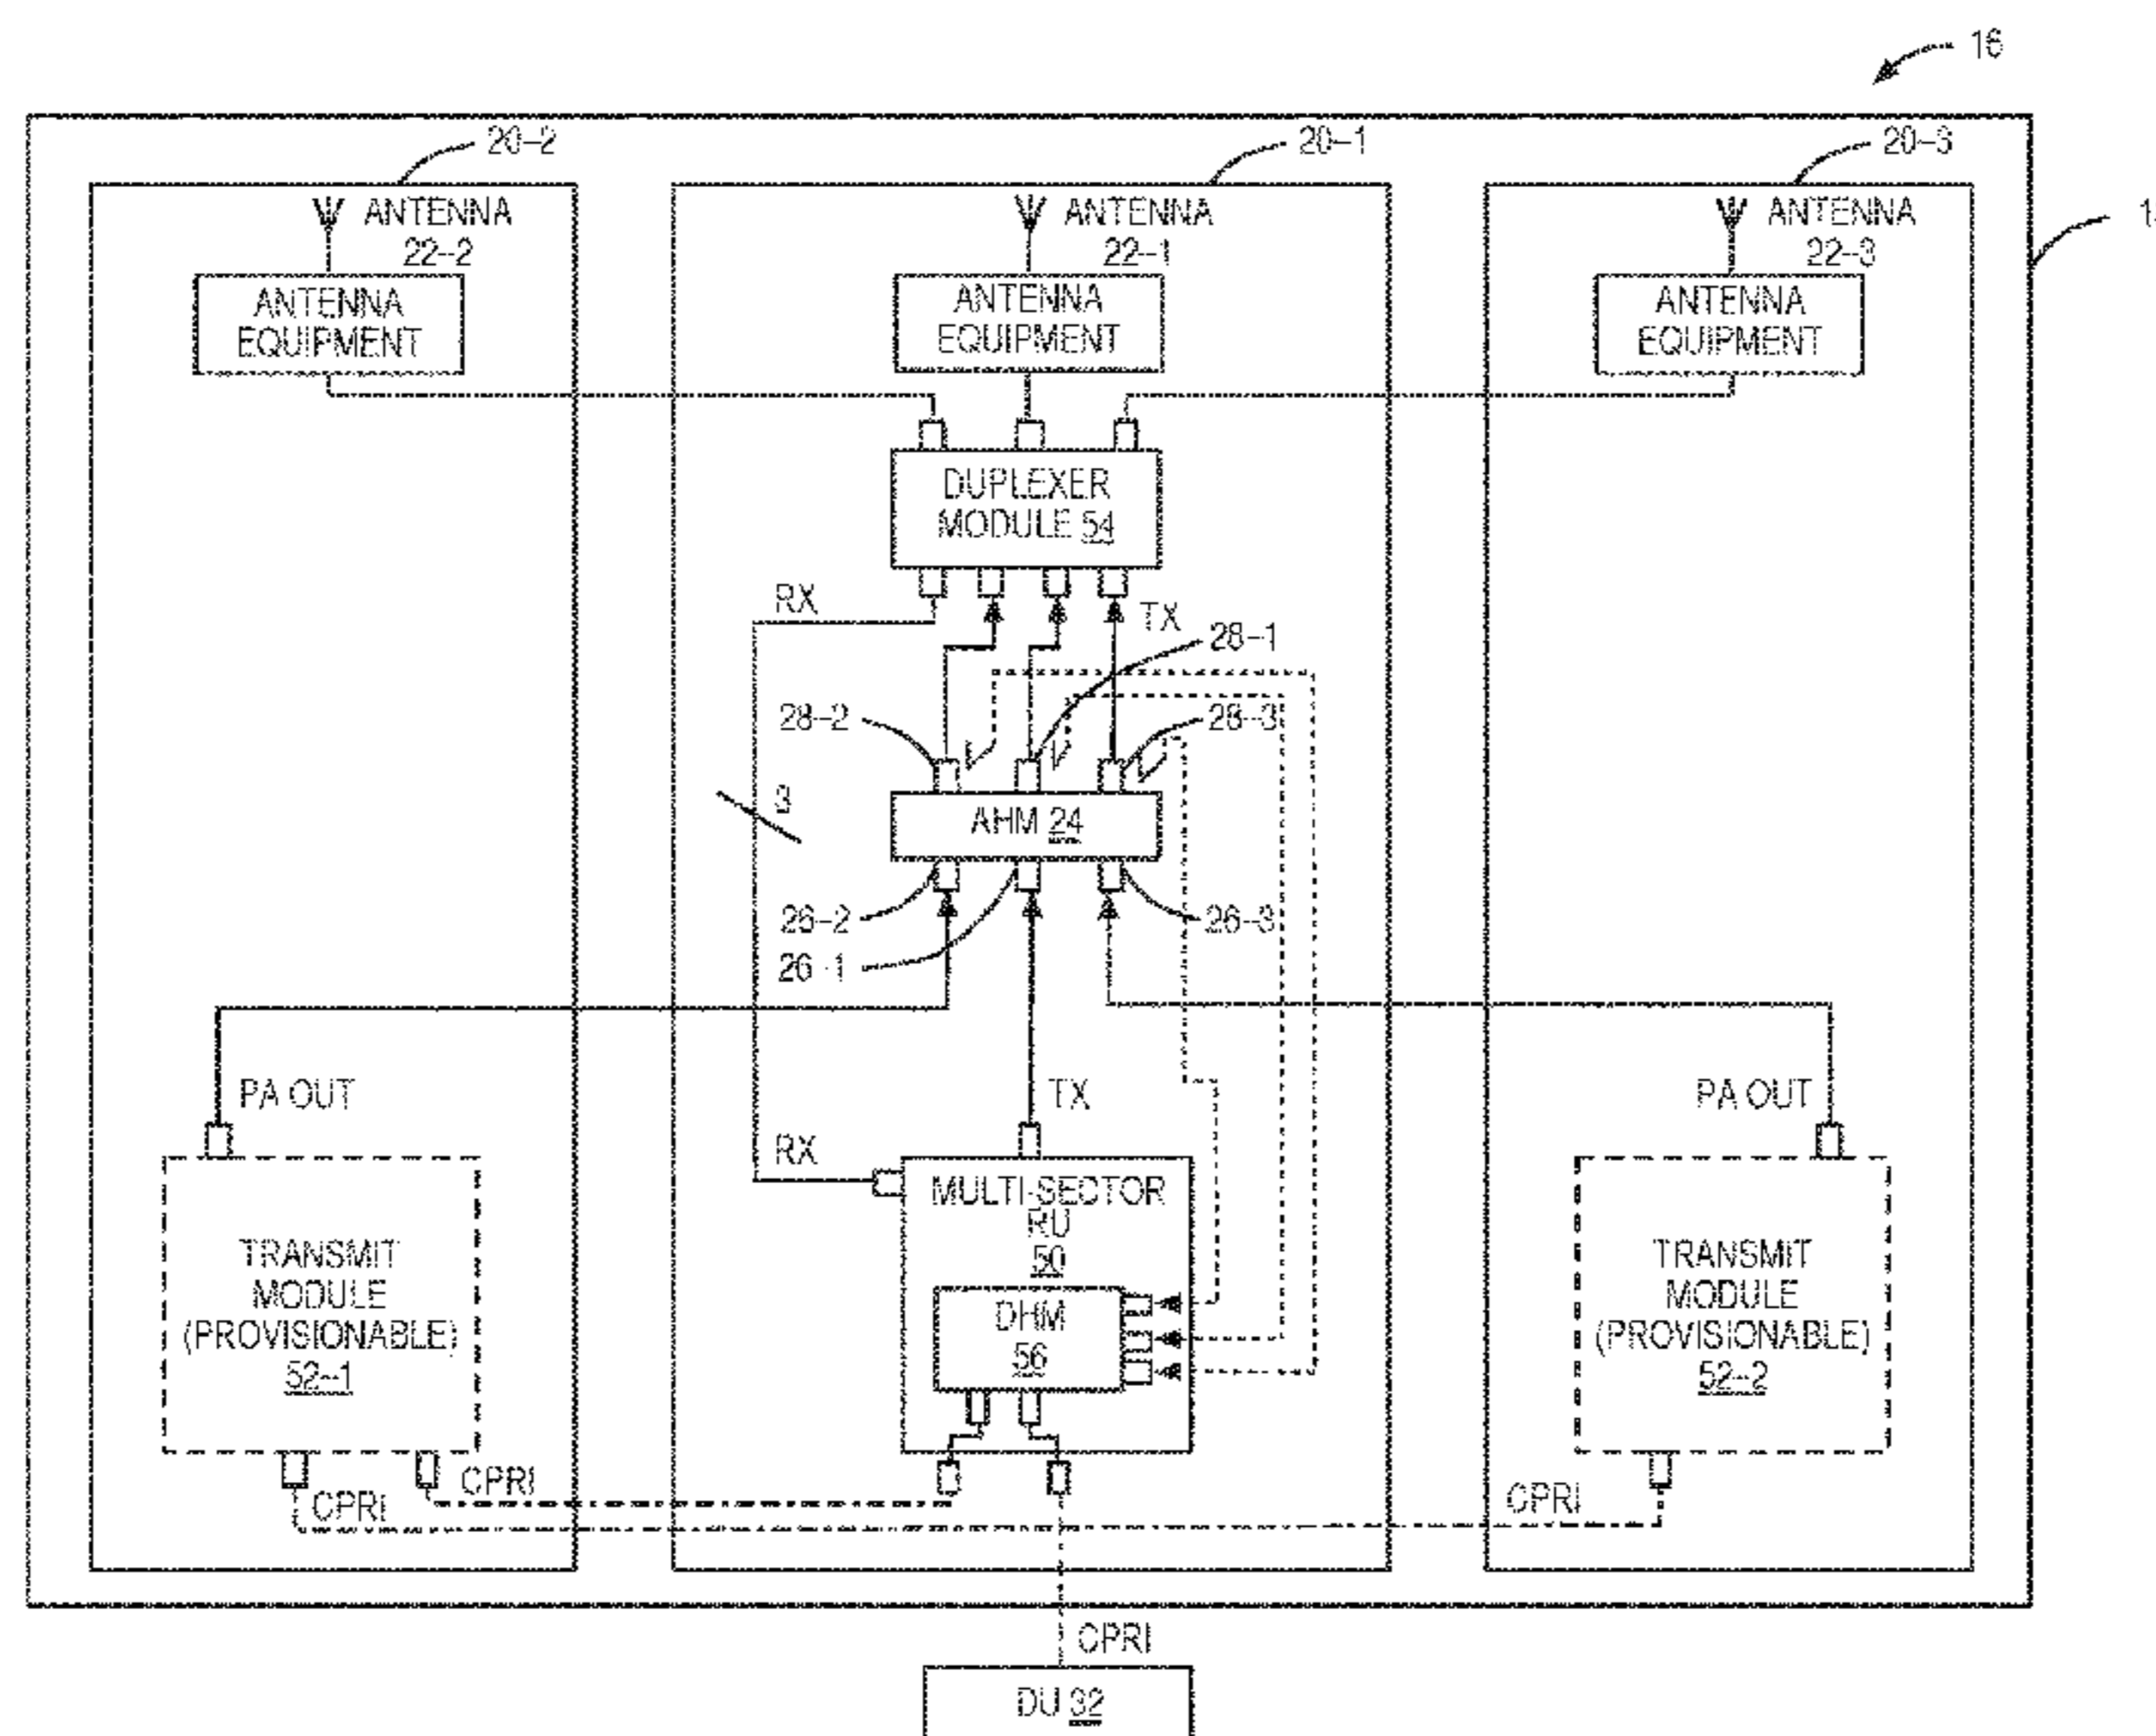 16
20-2
20-1
20-3
ANTENNA
22-2
ANTENNA
22-1
ANTENNA
22-3
ANTENNA
EQUIPMENT
ANTENNA
EQUIPMENT
ANTENNA
EQUIPMENT
DUPLEXER
MODULE 54
RX
TX
28-1
28-2
28-3
3
AHM 24
26-2
26-3
26-1
PA OUT
TX
PA OUT
RX
MULTI-SECTOR
RU
50
TRANSMIT
MODULE
(PROVISIONABLE)
52-1
DHM
56
TRANSMIT
MODULE
(PROVISIONABLE)
52-2
CPRI
CPRI
CPRI
CPRI
DU 32